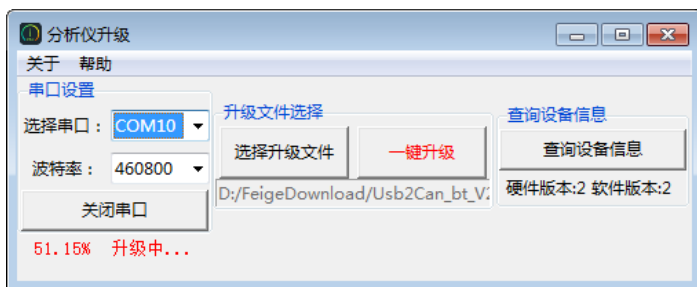 分析仪升级
关于 帮助
串口设置
选择串口： COM10
波特率： 460800
关闭串口
51.15% 升级中...
升级文件选择
选择升级文件 一键升级
D:/FeigeDownload/Usb2Can_bt_V2
查询设备信息
查询设备信息
硬件版本:2 软件版本:2